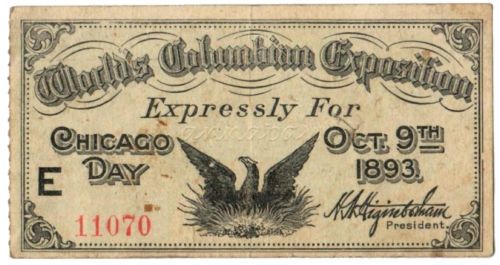 World's Columbian Exposition
Expressly For
CHICAGO DAY
OCT. 9TH 1893.
E
11070
H.N. Higinbotham
President.